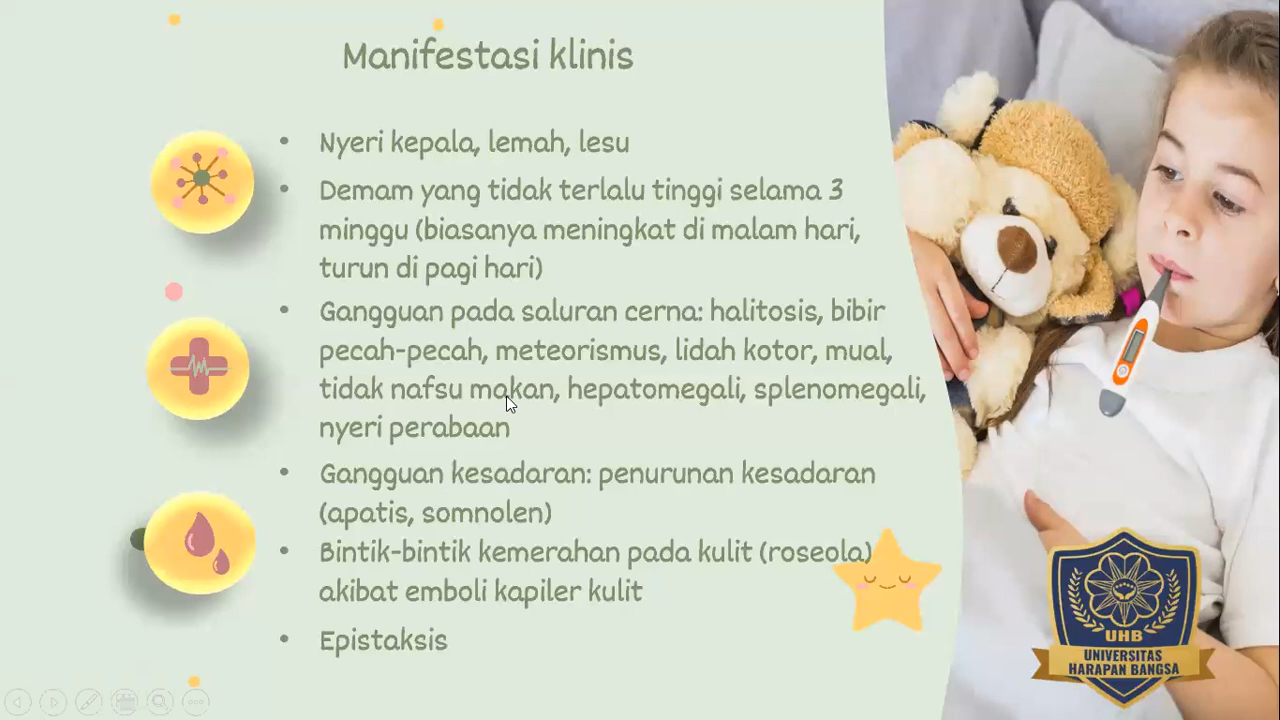 Manifestasi klinis
• Nyeri kepala, lemah, lesu
• Demam yang tidak terlalu tinggi selama 3
minggu (biasanya meningkat di malam hari,
turun di pagi hari)
• Gangguan pada saluran cerna: halitosis, bibir
pecah-pecah, meteorismus, lidah kotor, mual,
tidak nafsu makan, hepatomegali, splenomegali,
nyeri perabaan
• Gangguan kesadaran: penurunan kesadaran
(apatis, somnolen)
• Bintik-bintik kemerahan pada kulit (roseola)
akibat emboli kapiler kulit
• Epistaksis
UHB
UNIVERSITAS
HARAPAN BANGSA